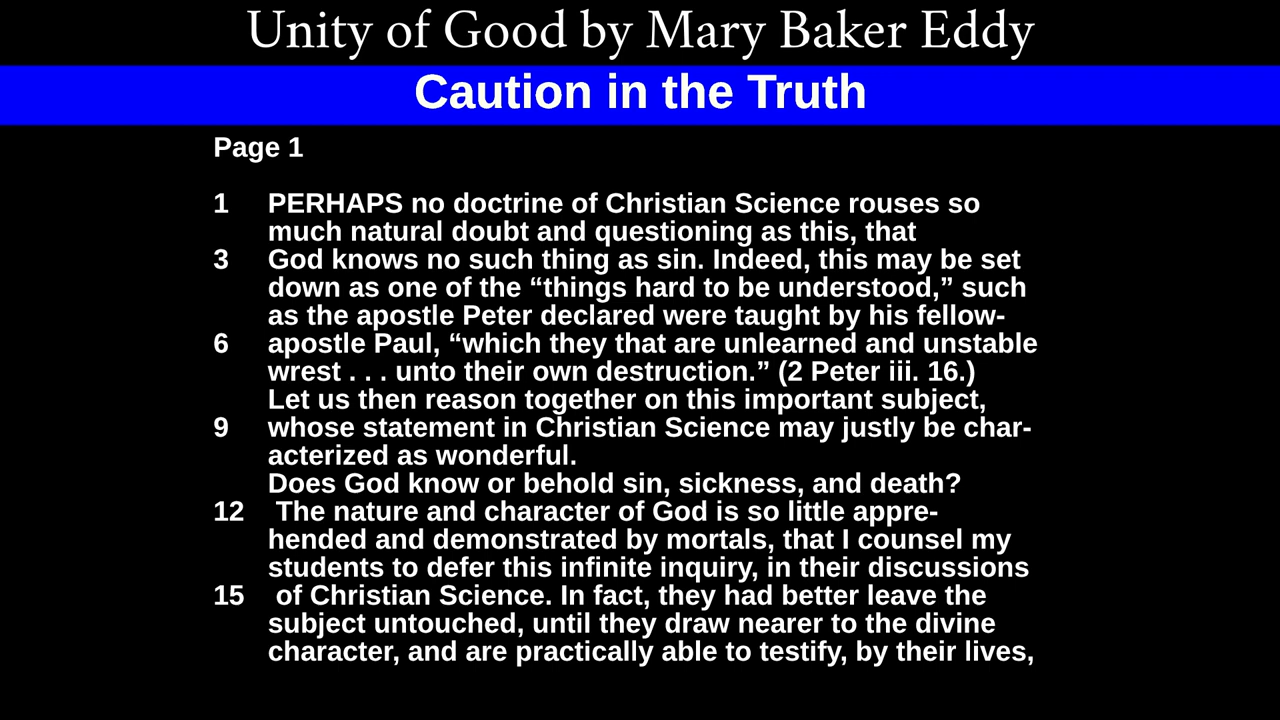 Unity of Good by Mary Baker Eddy
Caution in the Truth
Page 1
1 PERHAPS no doctrine of Christian Science rouses so
much natural doubt and questioning as this, that
3 God knows no such thing as sin. Indeed, this may be set
down as one of the “things hard to be understood,” such
as the apostle Peter declared were taught by his fellow-
6 apostle Paul, “which they that are unlearned and unstable
wrest . . . unto their own destruction.” (2 Peter iii. 16.)
Let us then reason together on this important subject,
9 whose statement in Christian Science may justly be char-
acterized as wonderful.
Does God know or behold sin, sickness, and death?
12 The nature and character of God is so little appre-
hended and demonstrated by mortals, that I counsel my
students to defer this infinite inquiry, in their discussions
15 of Christian Science. In fact, they had better leave the
subject untouched, until they draw nearer to the divine
character, and are practically able to testify, by their lives,